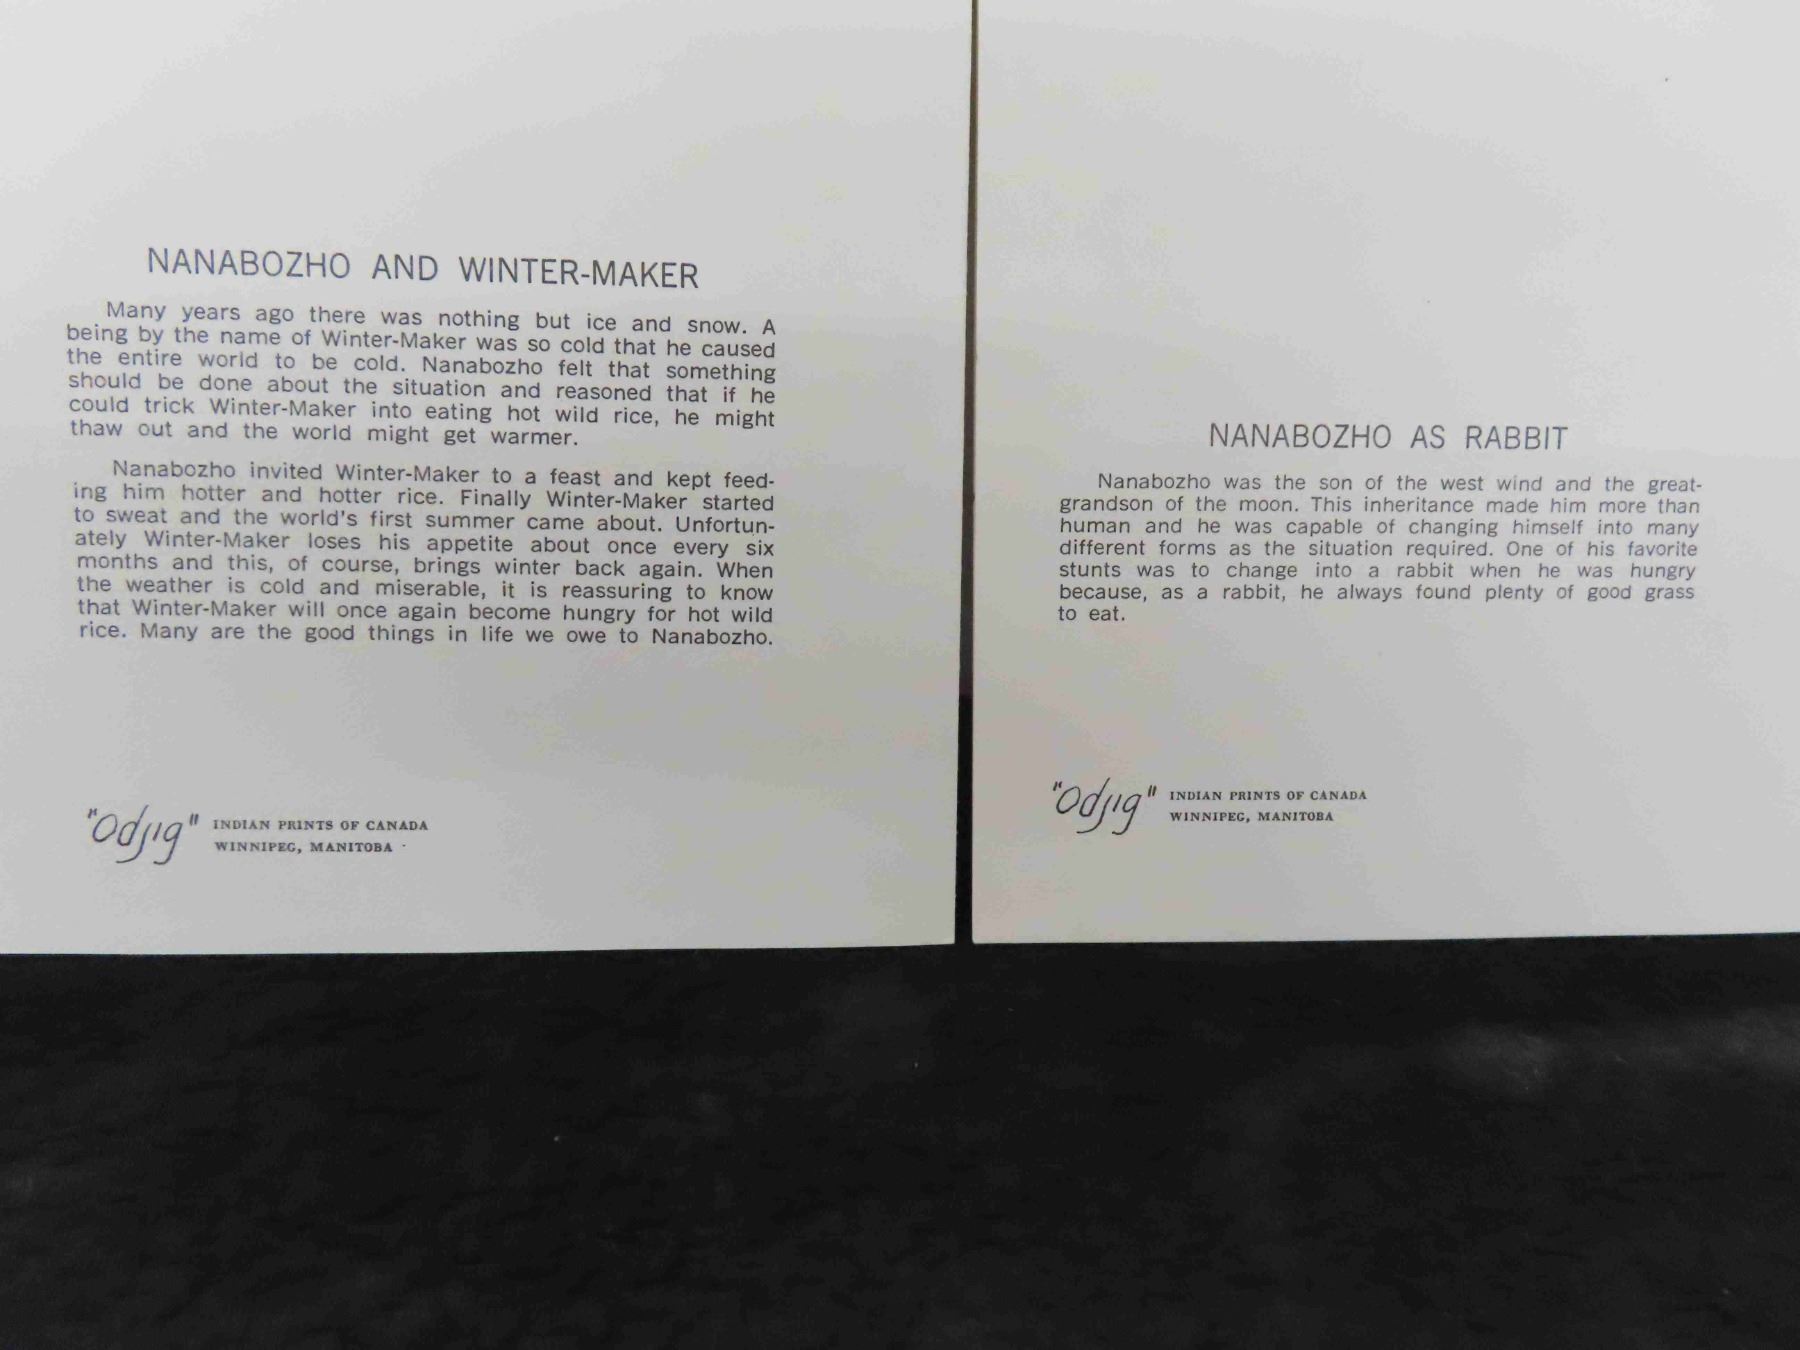 NANABOZHO AND WINTER-MAKER
Many years ago there was nothing but ice and snow. A
being by the name of Winter-Maker was so cold that he caused
the entire world to be cold. Nanabozho felt that something
should be done about the situation and reasoned that if he
could trick Winter-Maker into eating hot wild rice, he might
thaw out and the world might get warmer.
Nanabozho invited Winter-Maker to a feast and kept feed-
ing him hotter and hotter rice. Finally Winter-Maker started
to sweat and the world's first summer came about. Unfortun-
ately Winter-Maker loses his appetite about once every six
months and this, of course, brings winter back again. When
the weather is cold and miserable, it is reassuring to know
that Winter-Maker will once again become hungry for hot wild
rice. Many are the good things in life we owe to Nanabozho.
"Odjig" INDIAN PRINTS OF CANADA
WINNIPEG, MANITOBA
NANABOZHO AS RABBIT
Nanabozho was the son of the west wind and the great-
grandson of the moon. This inheritance made him more than
human and he was capable of changing himself into many
different forms as the situation required. One of his favorite
stunts was to change into a rabbit when he was hungry
because, as a rabbit, he always found plenty of good grass
to eat.
"Odjig" INDIAN PRINTS OF CANADA
WINNIPEG, MANITOBA